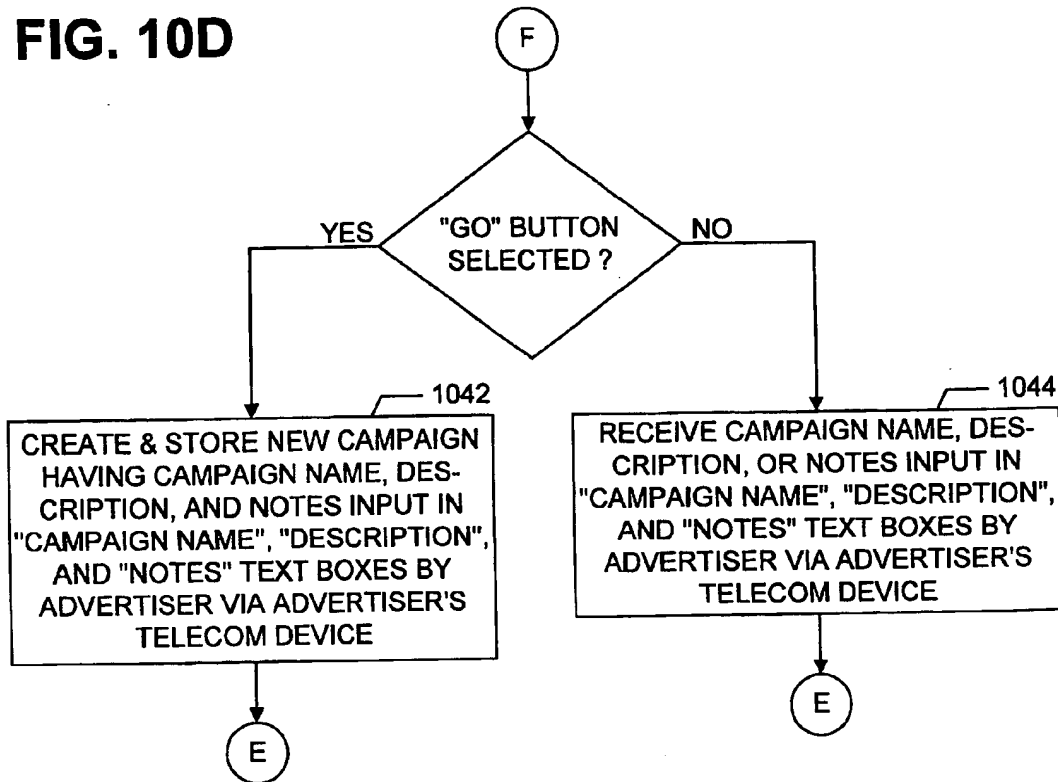 FIG. 10D
F
"GO" BUTTON
SELECTED ?
YES
NO
1042
CREATE & STORE NEW CAMPAIGN
HAVING CAMPAIGN NAME, DES-
CRIPTION, AND NOTES INPUT IN
"CAMPAIGN NAME", "DESCRIPTION",
AND "NOTES" TEXT BOXES BY
ADVERTISER VIA ADVERTISER'S
TELECOM DEVICE
E
1044
RECEIVE CAMPAIGN NAME, DES-
CRIPTION, OR NOTES INPUT IN
"CAMPAIGN NAME", "DESCRIPTION",
AND "NOTES" TEXT BOXES BY
ADVERTISER VIA ADVERTISER'S
TELECOM DEVICE
E